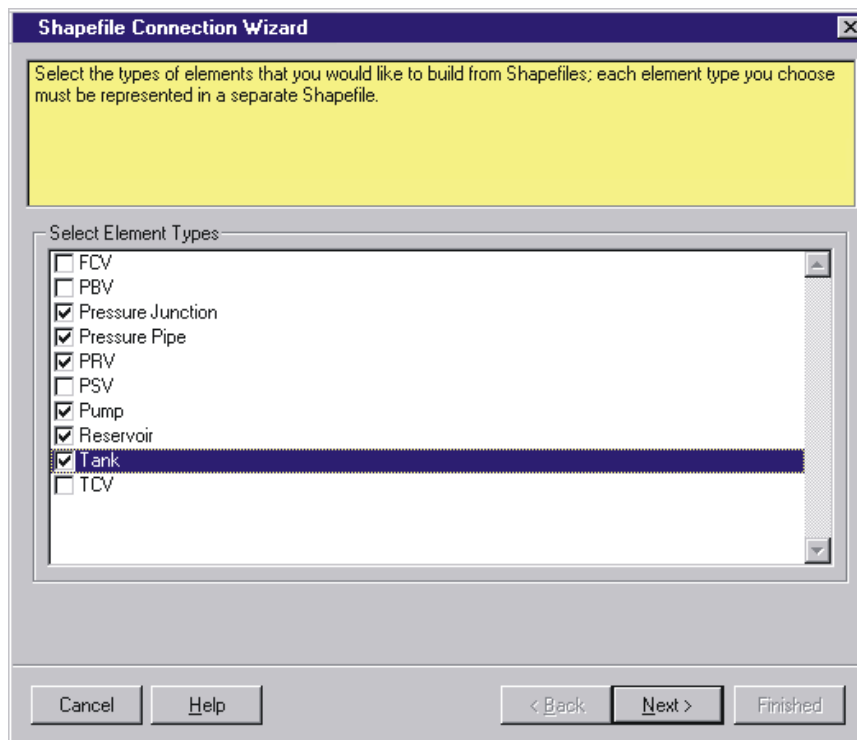 Shapefile Connection Wizard
Select the types of elements that you would like to build from Shapefiles; each element type you choose
must be represented in a separate Shapefile.
Select Element Types
FCV
PBV
Pressure Junction
Pressure Pipe
PRV
PSV
Pump
Reservoir
Tank
TCV
Cancel
Help
< Back
Next >
Finished